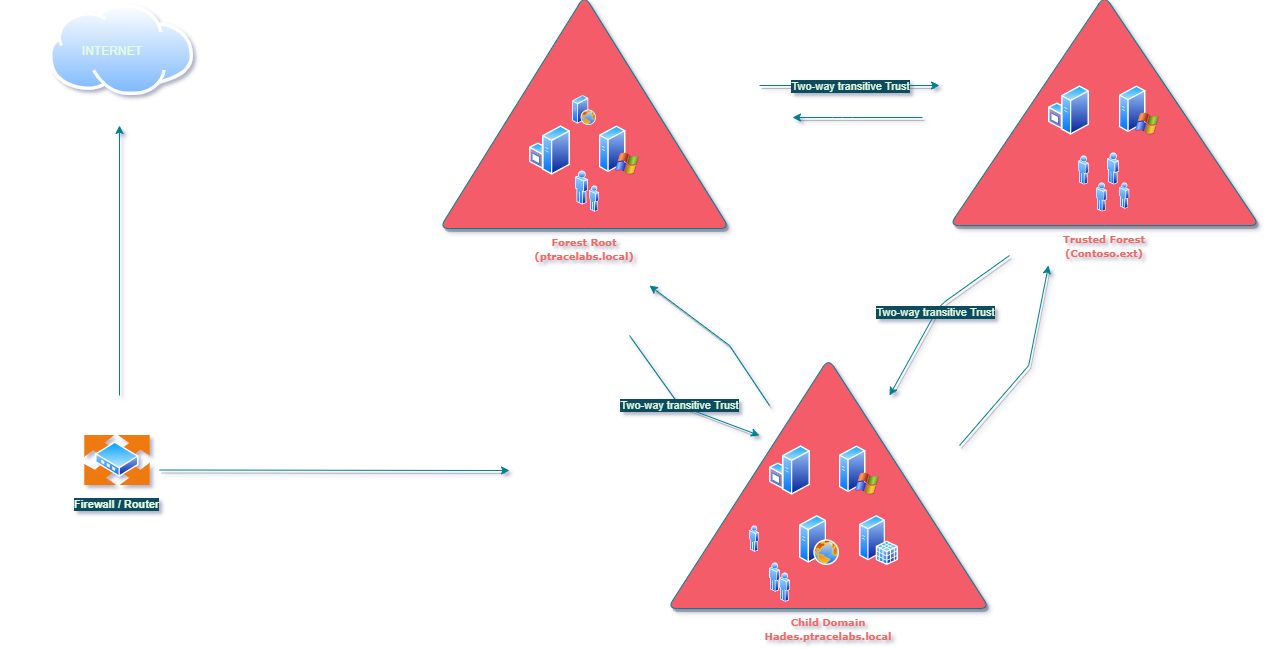 INTERNET
Two-way transitive Trust
Forest Root
(ptracelabs.local)
Trusted Forest
(Contoso.ext)
Two-way transitive Trust
Two-way transitive Trust
Firewall / Router
Child Domain
Hades.ptracelabs.local